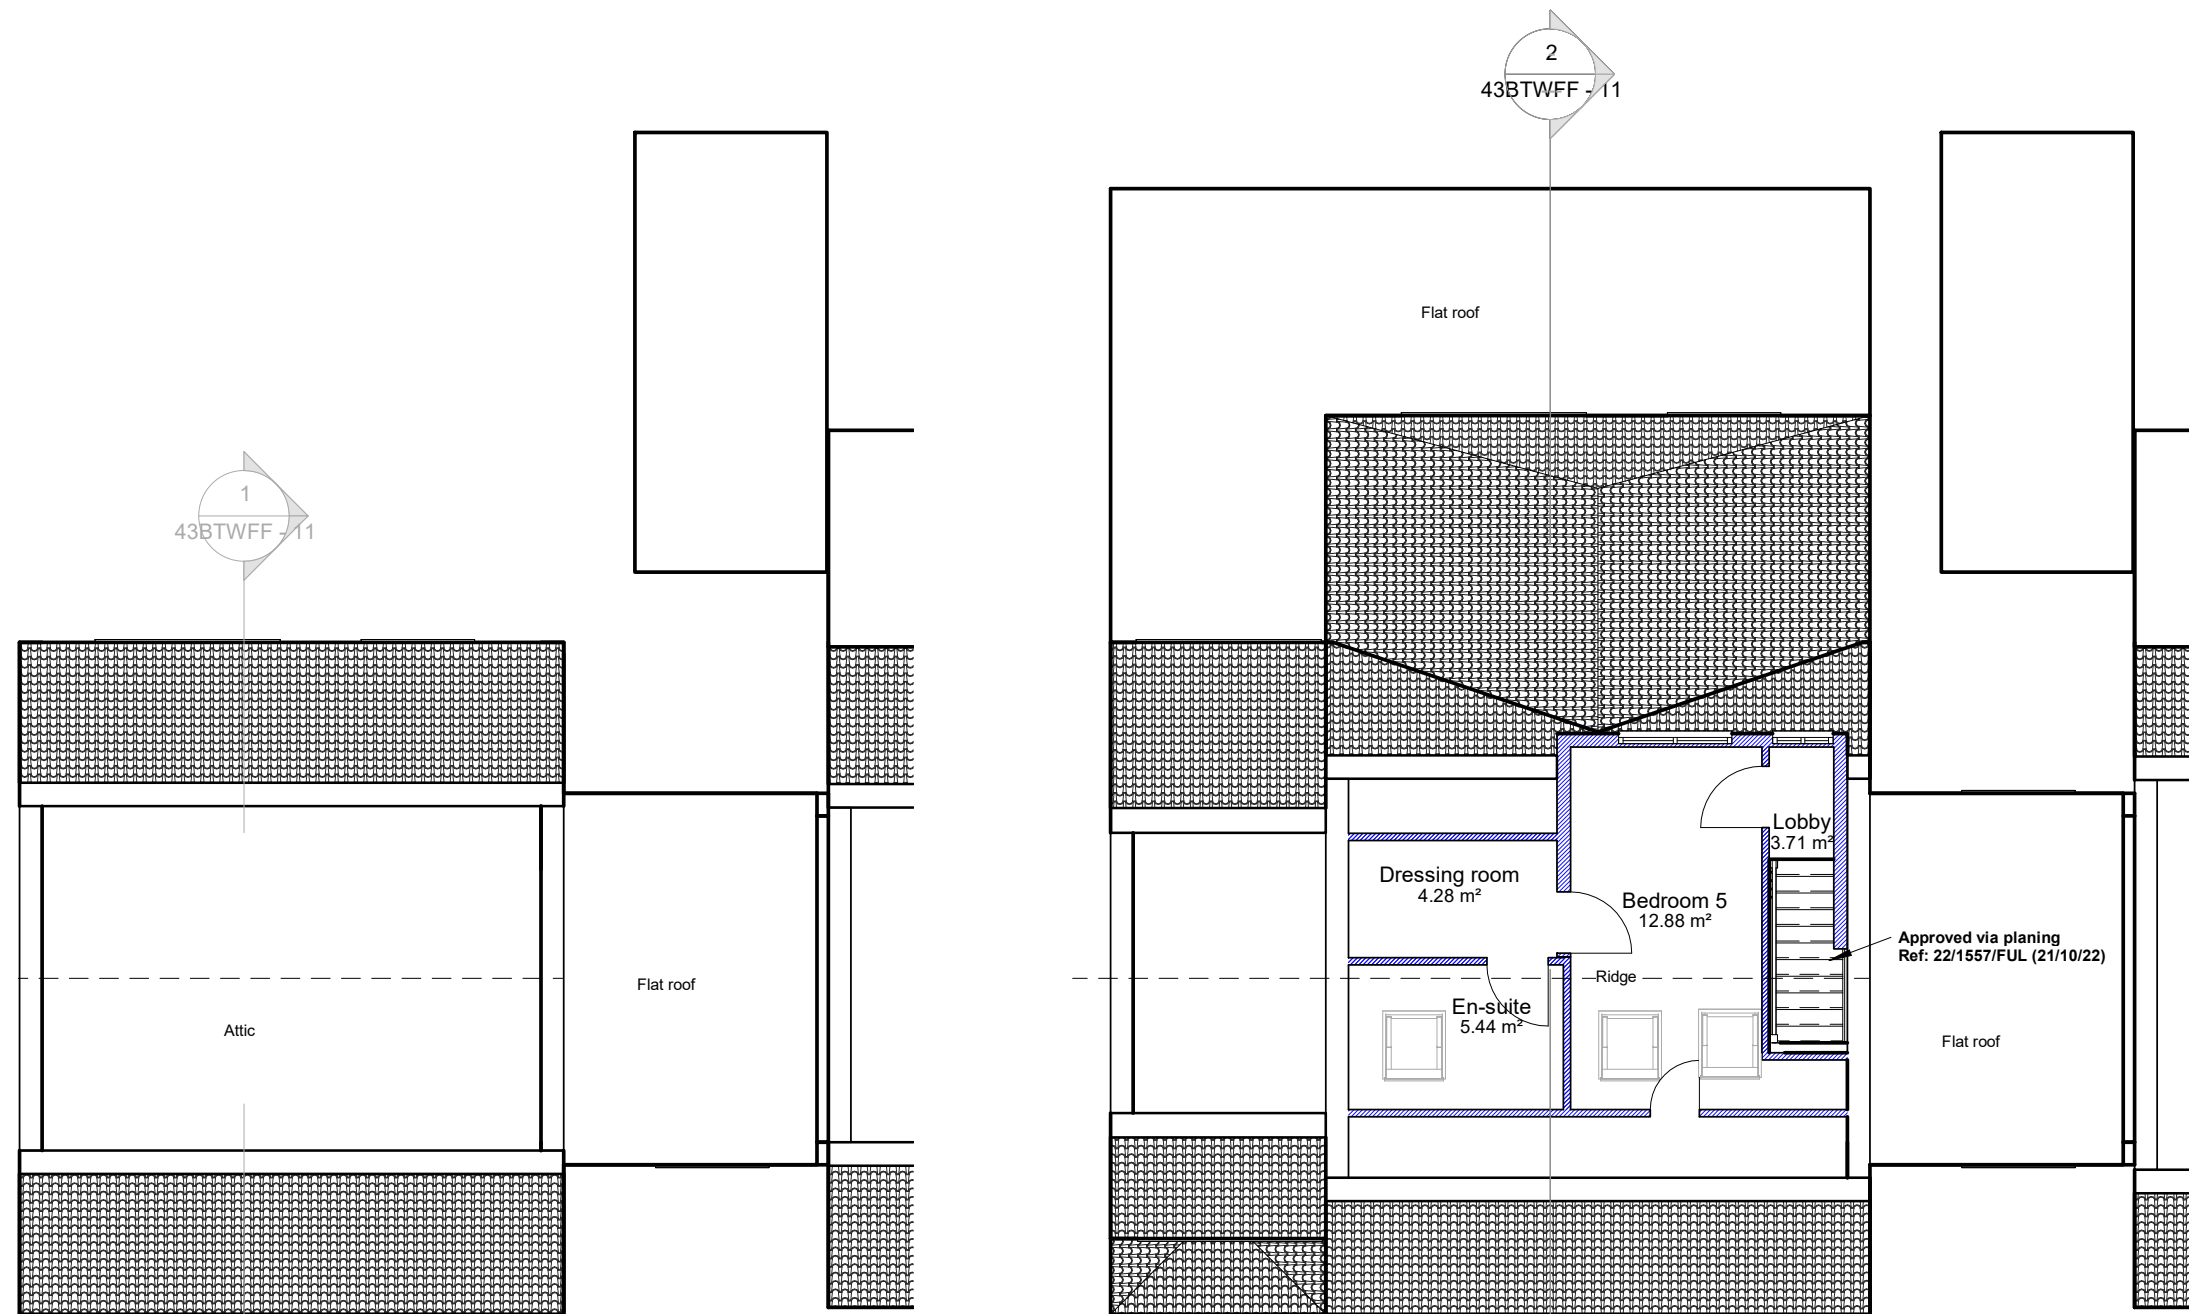 2
43BTWFF - 11
Flat roof
1
43BTWFF - 11
Lobby
3.71 m²
Dressing room
4.28 m²
Bedroom 5
12.88 m²
Approved via planing
Ref: 22/1557/FUL (21/10/22)
Ridge
Flat roof
En-suite
5.44 m²
Attic
Flat roof